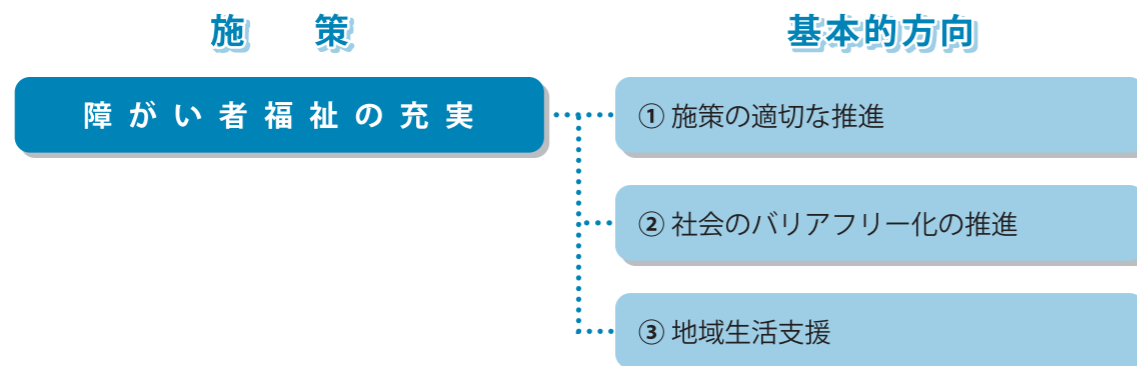 施策
基本的方向
障がい者福祉の充実
① 施策の適切な推進
② 社会のバリアフリー化の推進
③ 地域生活支援